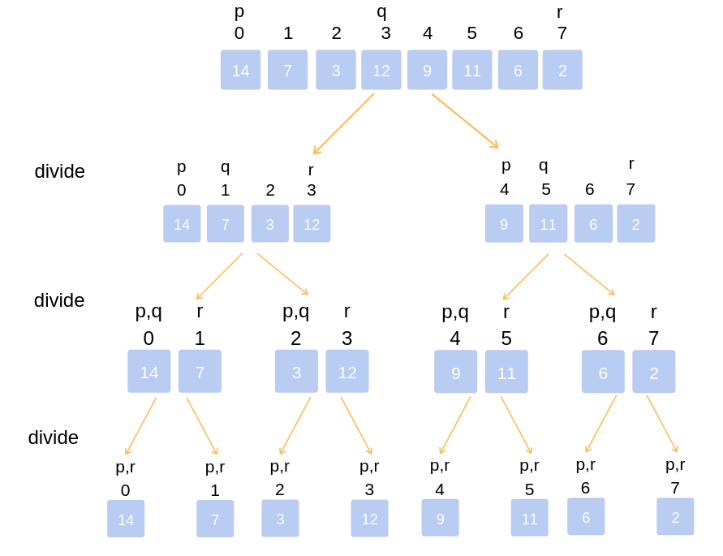 p q r
0 1 2 3 4 5 6 7
14 7 3 12 9 11 6 2
divide
p q r p q r
0 1 2 3 4 5 6 7
14 7 3 12 9 11 6 2
divide
p,q r p,q r p,q r p,q r
0 1 2 3 4 5 6 7
14 7 3 12 9 11 6 2
divide
p,r p,r p,r p,r p,r p,r p,r p,r
0 1 2 3 4 5 6 7
14 7 3 12 9 11 6 2